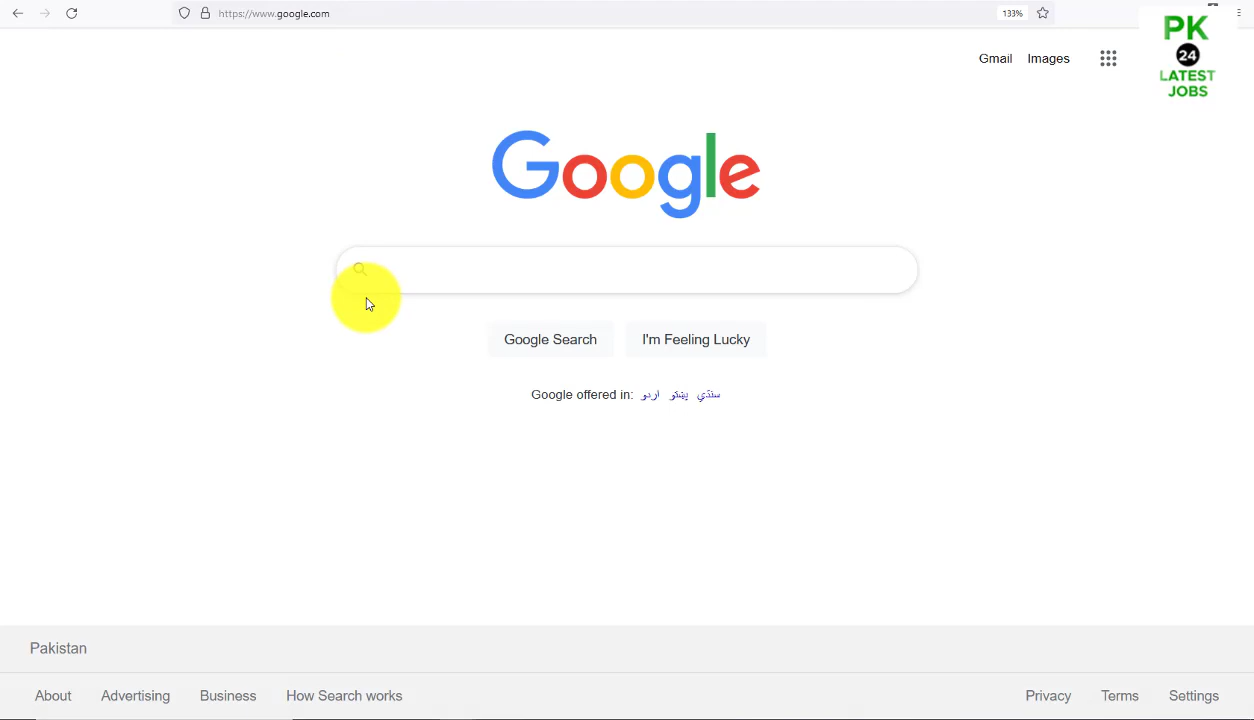 https://www.google.com
133%
PK
24
LATEST
JOBS
Gmail Images
Google
Google Search I'm Feeling Lucky
Google offered in: اردو پښتو سنڌي
Pakistan
About Advertising Business How Search works Privacy Terms Settings